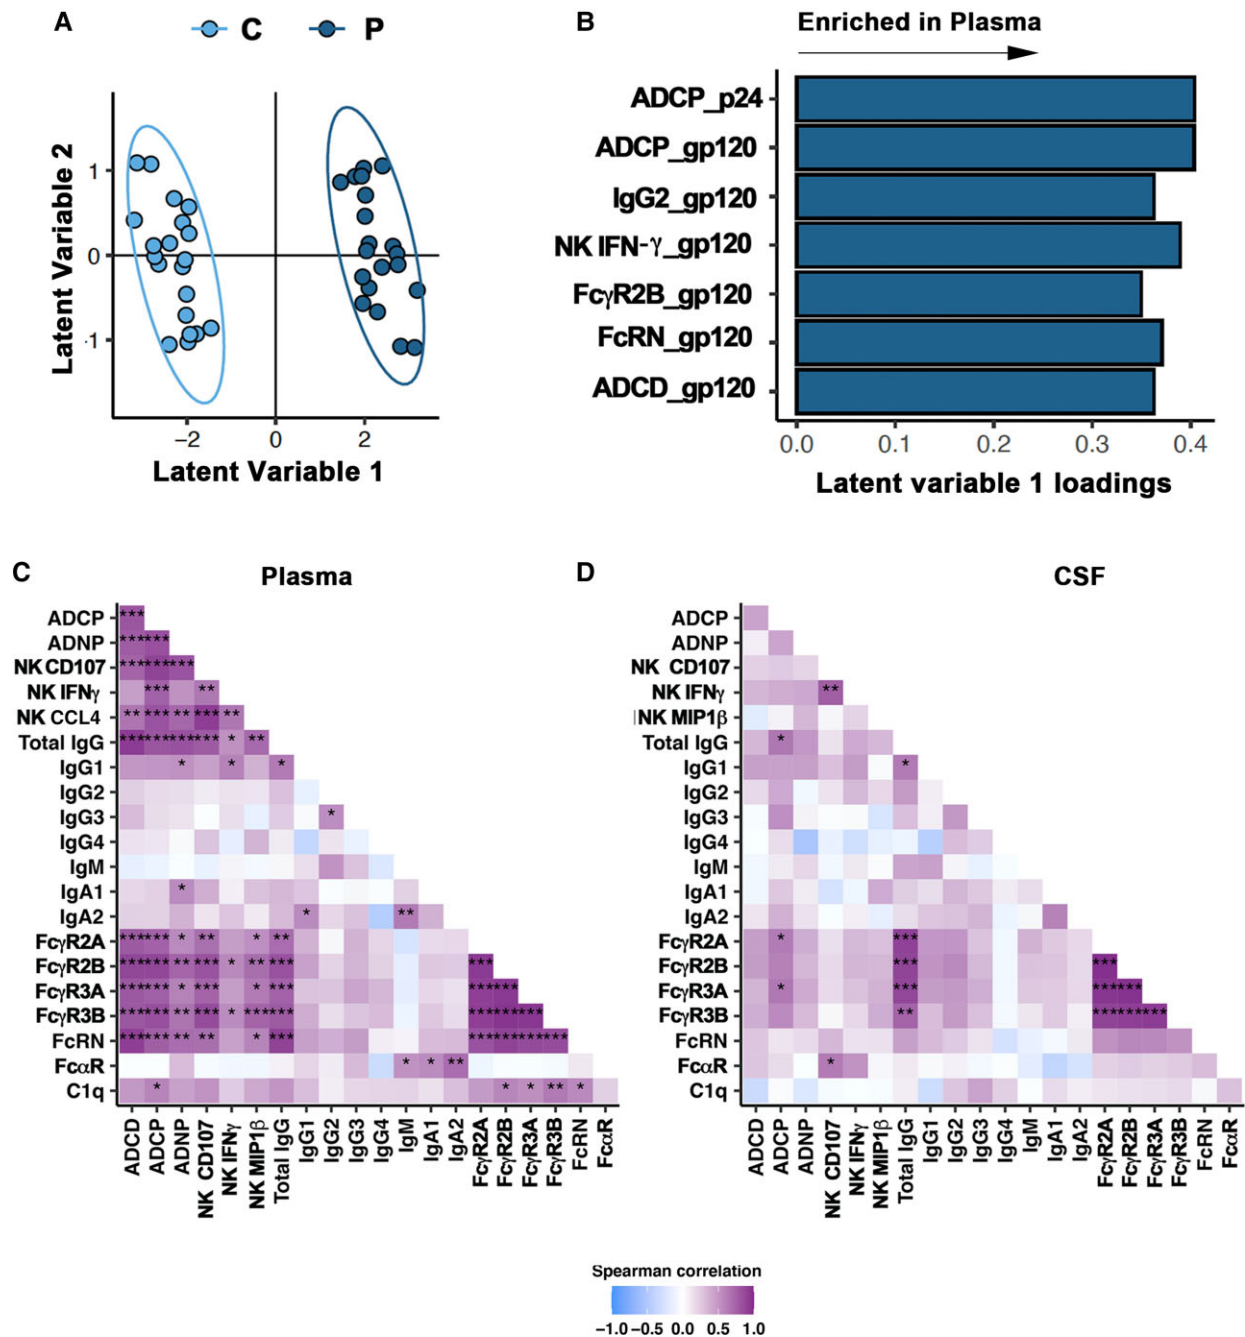 A
C
P
Latent Variable 2
1
0
1
−2
0
2
Latent Variable 1
B
Enriched in Plasma
ADCP_p24
ADCP_gp120
IgG2_gp120
NK IFN-γ_gp120
FcγR2B_gp120
FcRN_gp120
ADCD_gp120
0.0
0.1
0.2
0.3
0.4
Latent variable 1 loadings
C
Plasma
ADCP ***
ADNP *** ***
NK CD107 *** *** ***
NK IFNγ *** **
NK CCL4 ** *** ** *** **
Total IgG *** *** *** *** * **
IgG1 * * *
IgG2
IgG3 *
IgG4
IgM
IgA1 *
IgA2 * **
FcγR2A *** *** * ** * **
FcγR2B *** *** ** *** * ** *** ***
FcγR3A *** *** * *** * *** *** ***
FcγR3B *** *** ** *** * *** *** *** *** ***
FcRN *** *** ** ** * *** *** *** *** ***
FcαR * * **
C1q * * * ** *
ADCD
ADCP
ADNP
NK CD107
NK IFNγ
NK MIP1β
Total IgG
IgG1
IgG2
IgG3
IgG4
IgM
IgA1
IgA2
FcγR2A
FcγR2B
FcγR3A
FcγR3B
FcRN
FcαR
D
CSF
ADCP
ADNP
NK CD107
NK IFNγ **
NK MIP1β
Total IgG *
IgG1 *
IgG2
IgG3
IgG4
IgM
IgA1
IgA2
FcγR2A * ***
FcγR2B *** ***
FcγR3A * *** *** ***
FcγR3B ** *** *** ***
FcRN
FcαR *
C1q
ADCD
ADCP
ADNP
NK CD107
NK IFNγ
NK MIP1β
Total IgG
IgG1
IgG2
IgG3
IgG4
IgM
IgA1
IgA2
FcγR2A
FcγR2B
FcγR3A
FcγR3B
FcRN
FcαR
Spearman correlation
−1.0 −0.5 0.0 0.5 1.0